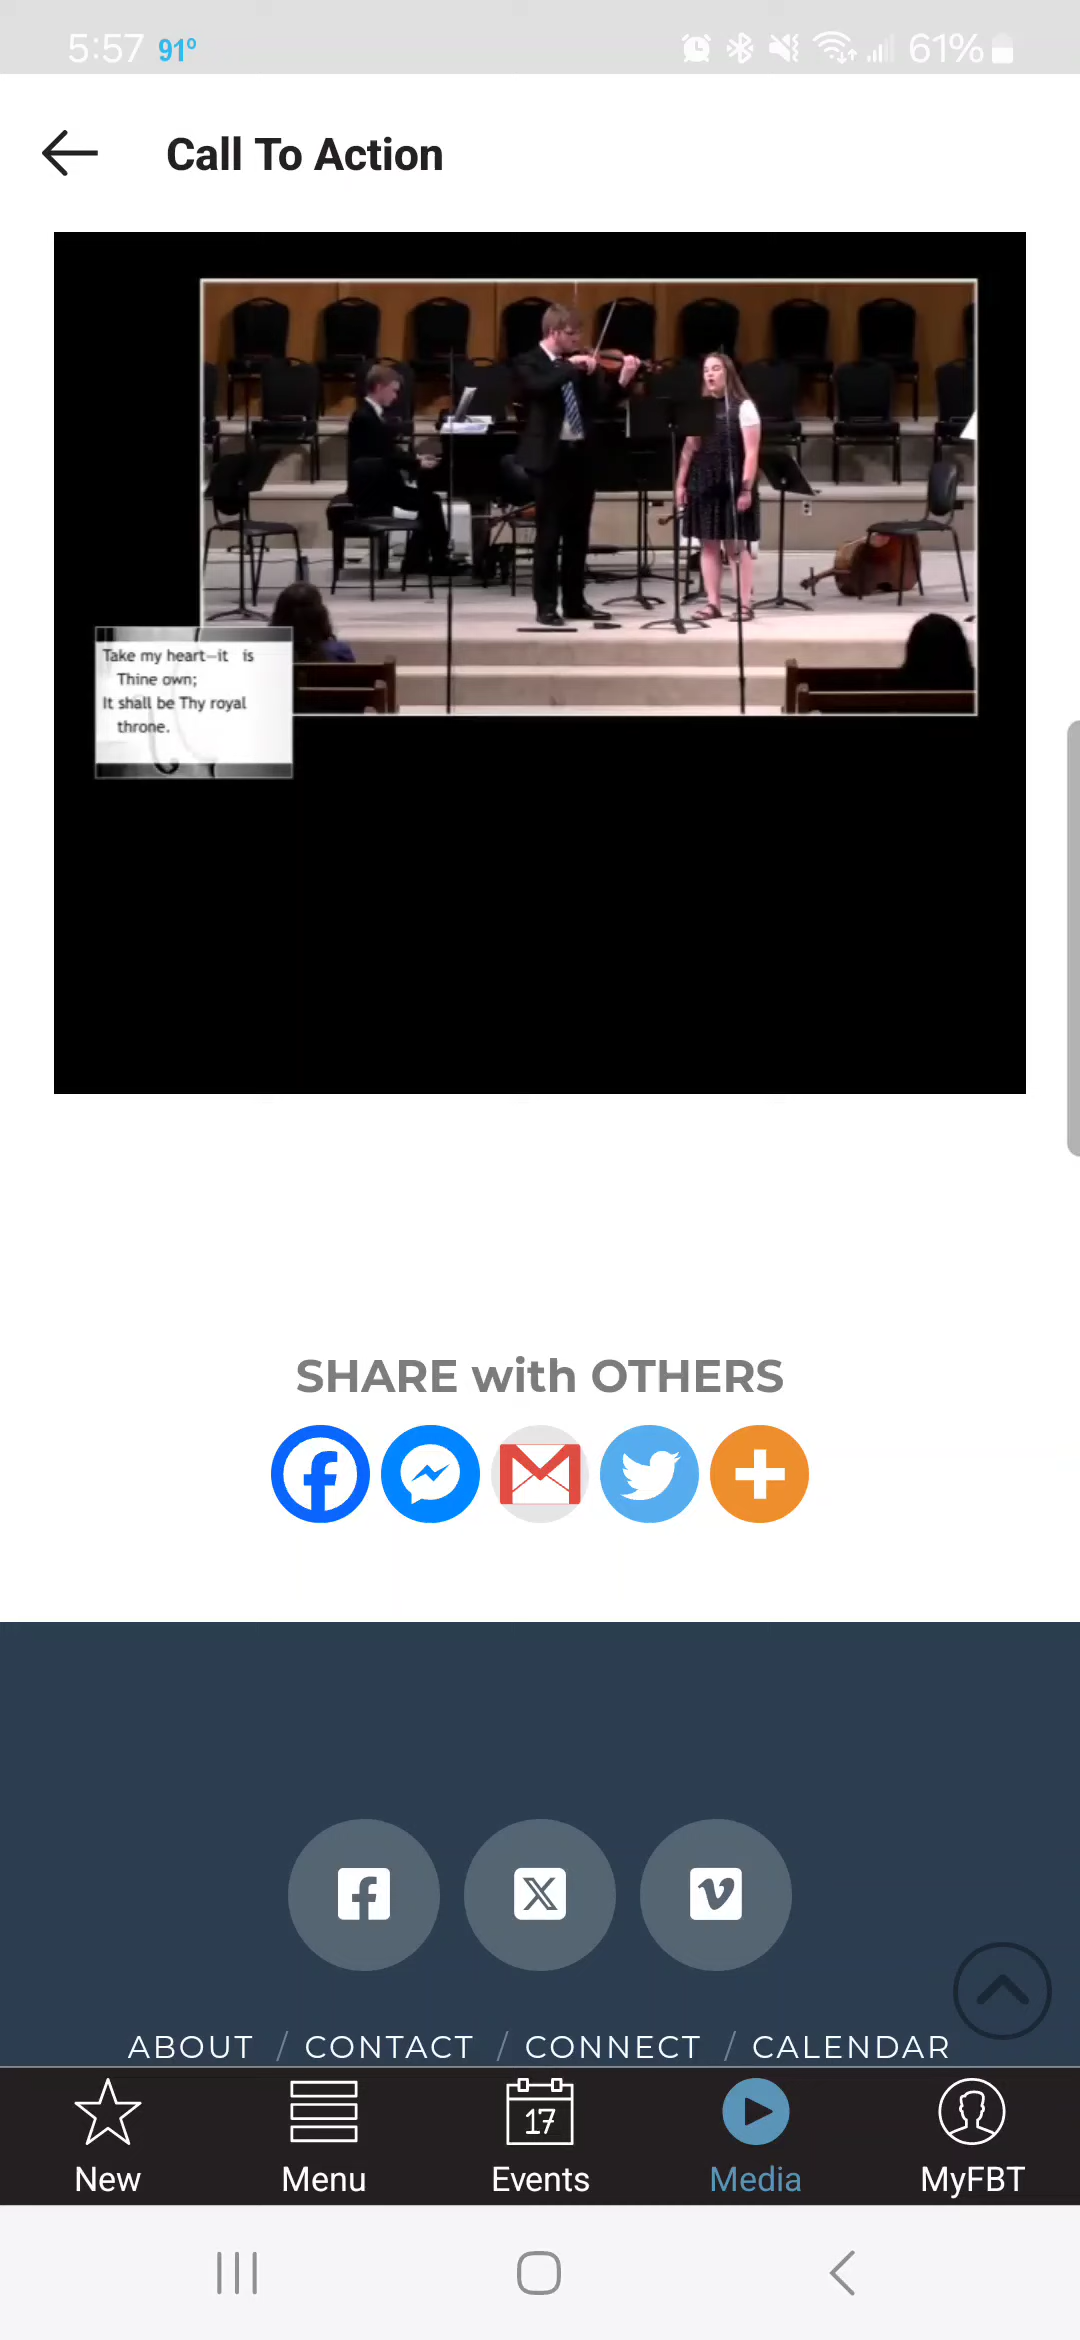 5:57 91° 61%
Call To Action
Take my heart—it is
Thine own;
It shall be Thy royal
throne.
SHARE with OTHERS
ABOUT / CONTACT / CONNECT / CALENDAR
17
New Menu Events Media MyFBT